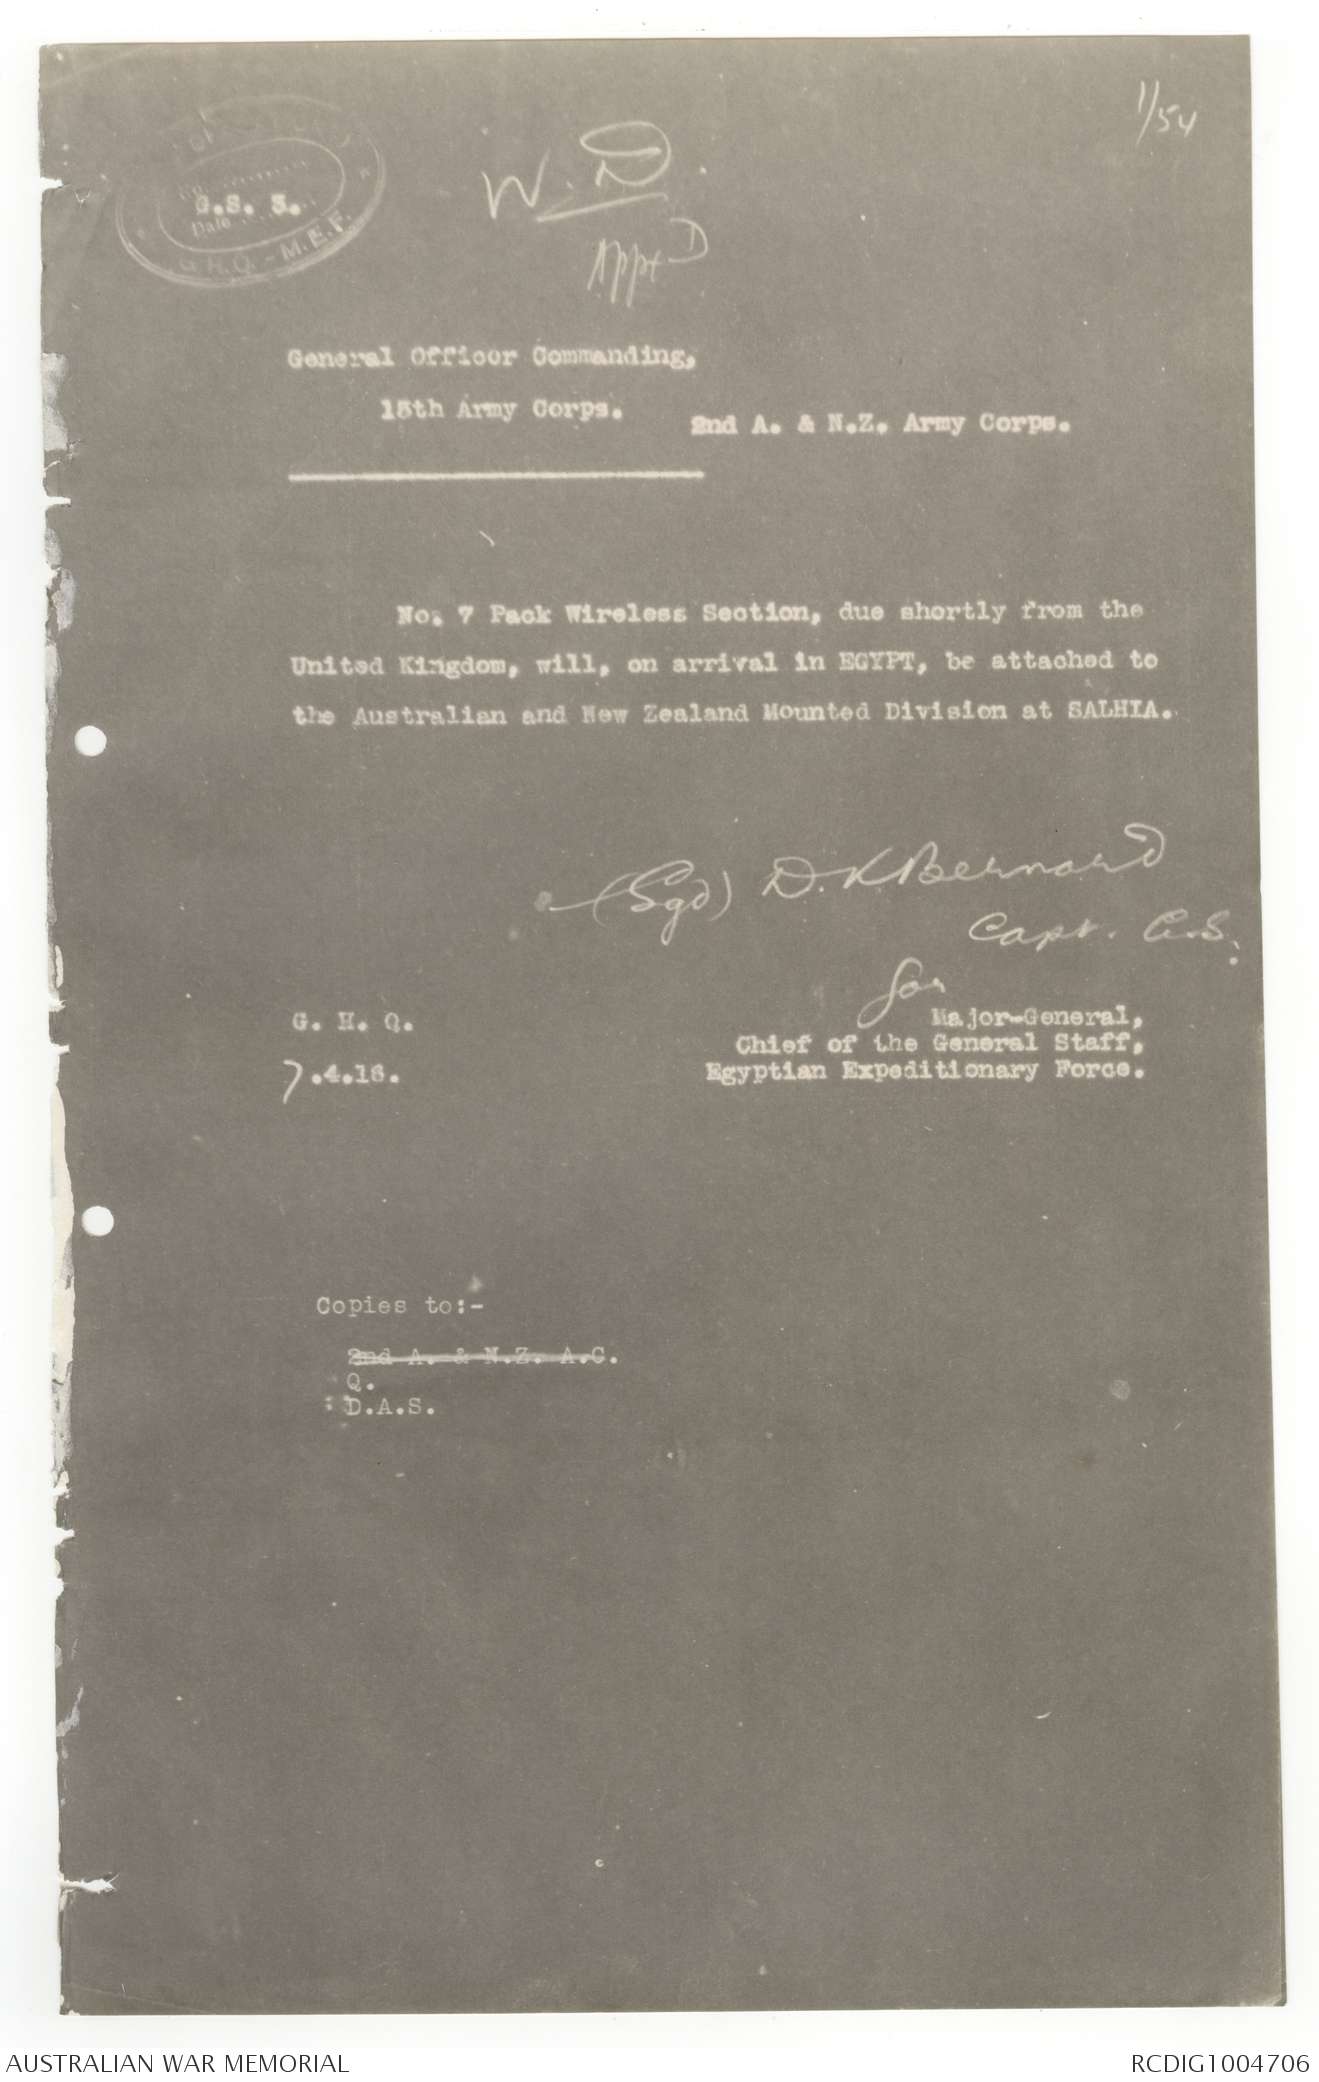 1/54
W.D.
Appx D
No.
G.S. 3.
Date
G.H.Q. - M.E.F.
General Officer Commanding,
15th Army Corps.
2nd A. & N.Z. Army Corps.
No. 7 Pack Wireless Section, due shortly from the
United Kingdom, will, on arrival in EGYPT, be attached to
the Australian and New Zealand Mounted Division at SALHIA.
(Sgd) D. K Bernard
Capt. G.S.
for
Major-General,
Chief of the General Staff,
Egyptian Expeditionary Force.
G. H. Q.
7.4.16.
Copies to:-
2nd A. & N.Z. A.C.
Q.
D.A.S.
AUSTRALIAN WAR MEMORIAL
RCDIG1004706